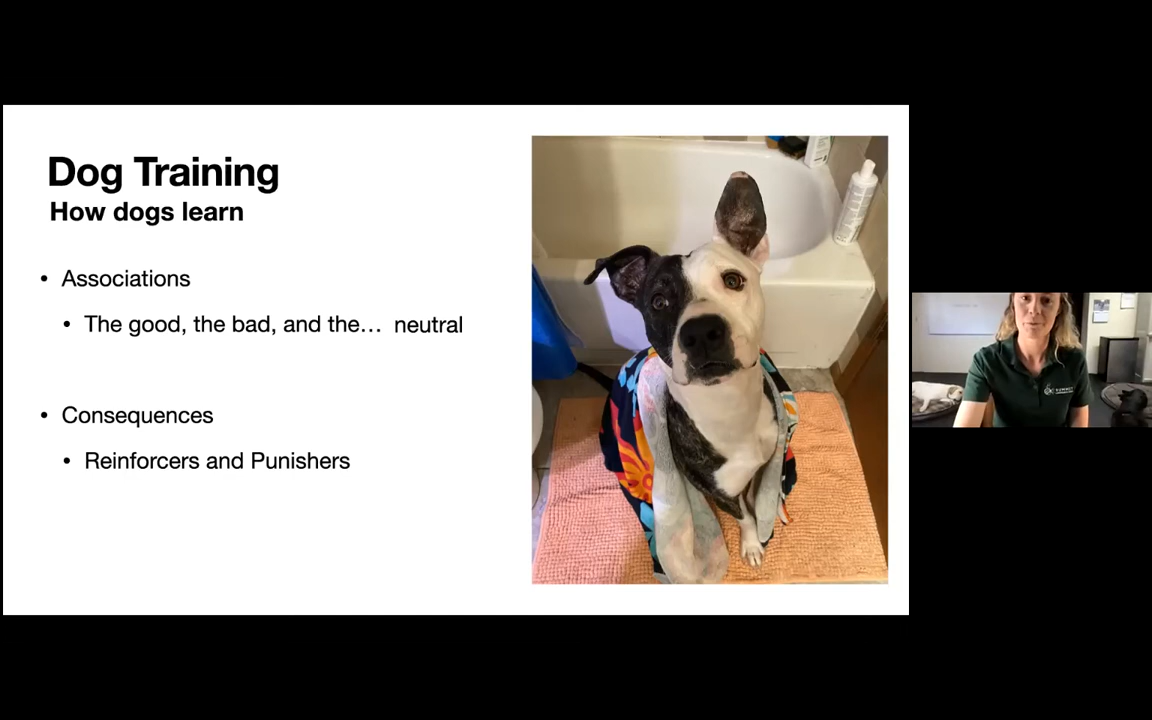 Dog Training
How dogs learn
• Associations
• The good, the bad, and the… neutral
• Consequences
• Reinforcers and Punishers